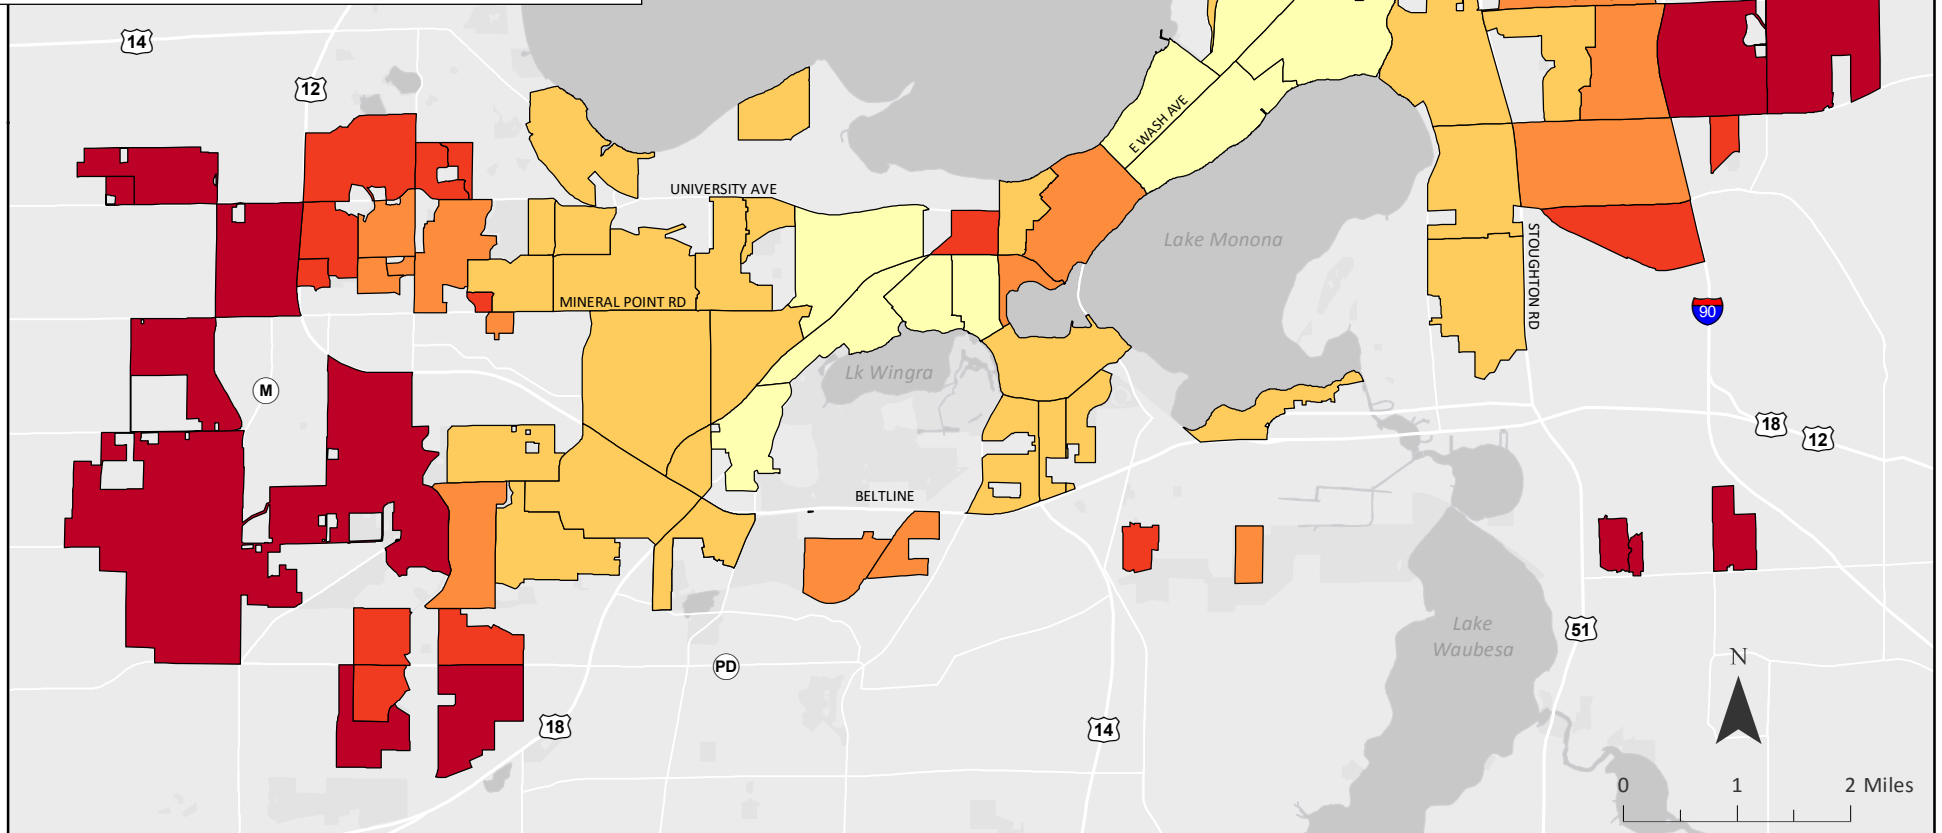 14
12
E WASH AVE
UNIVERSITY AVE
Lake Monona
STOUGHTON RD
MINERAL POINT RD
90
Lk Wingra
M
18
12
BELTLINE
51
Lake
Waubesa
PD
N
18
14
0 1 2 Miles